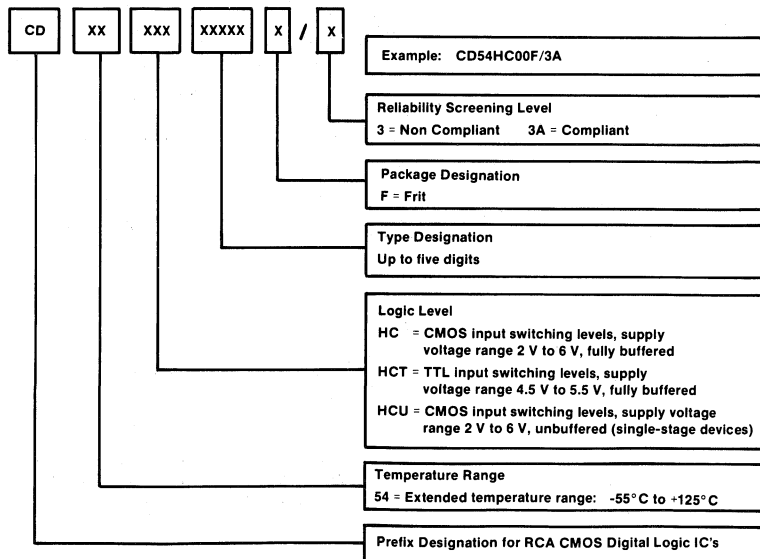 CD XX XXX XXXXX X / X
Example: CD54HC00F/3A
Reliability Screening Level
3 = Non Compliant 3A = Compliant
Package Designation
F = Frit
Type Designation
Up to five digits
Logic Level
HC = CMOS input switching levels, supply
voltage range 2 V to 6 V, fully buffered
HCT = TTL input switching levels, supply
voltage range 4.5 V to 5.5 V, fully buffered
HCU = CMOS input switching levels, supply voltage
range 2 V to 6 V, unbuffered (single-stage devices)
Temperature Range
54 = Extended temperature range: -55°C to +125°C
Prefix Designation for RCA CMOS Digital Logic IC's